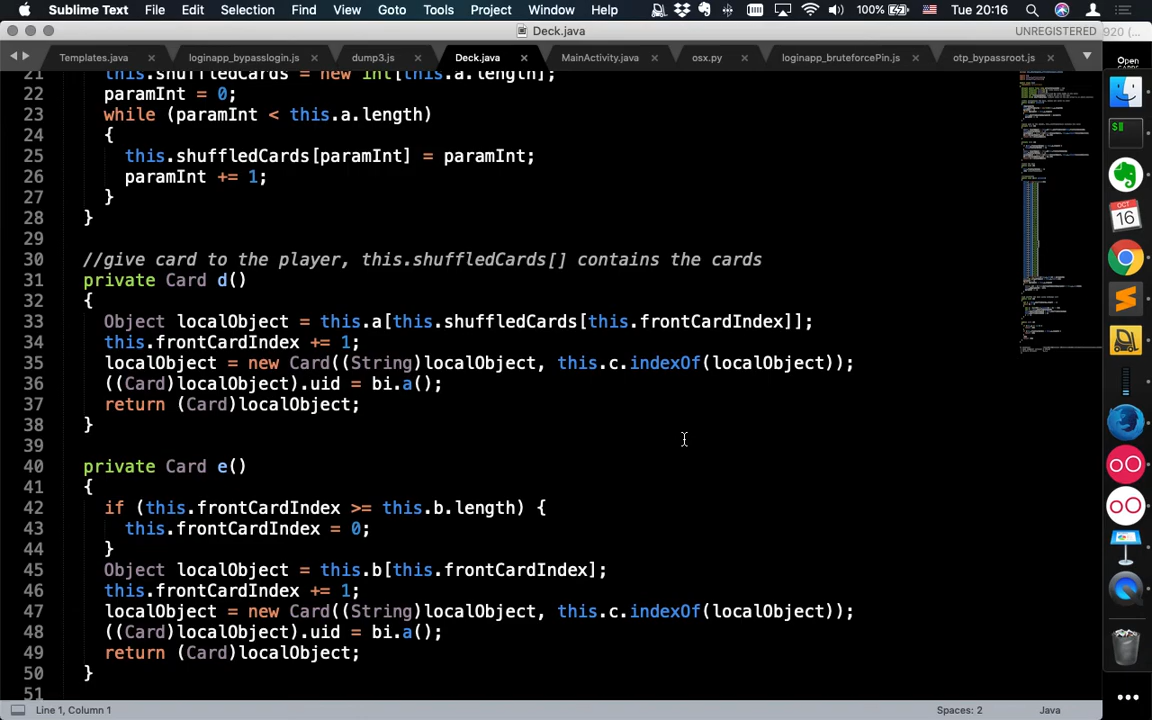 Sublime Text File Edit Selection Find View Goto Tools Project Window Help 100% Tue 20:16
Deck.java UNREGISTERED 920 (...
Templates.java loginapp_bypasslogin.js dump3.js Deck.java MainActivity.java osx.py loginapp_bruteforcePin.js otp_bypassroot.js
21 this.shuffledCards = new int[this.a.length];
22 paramInt = 0;
23 while (paramInt < this.a.length)
24 {
25 this.shuffledCards[paramInt] = paramInt;
26 paramInt += 1;
27 }
28 }
29
30 //give card to the player, this.shuffledCards[] contains the cards
31 private Card d()
32 {
33 Object localObject = this.a[this.shuffledCards[this.frontCardIndex]];
34 this.frontCardIndex += 1;
35 localObject = new Card((String)localObject, this.c.indexOf(localObject));
36 ((Card)localObject).uid = bi.a();
37 return (Card)localObject;
38 }
39
40 private Card e()
41 {
42 if (this.frontCardIndex >= this.b.length) {
43 this.frontCardIndex = 0;
44 }
45 Object localObject = this.b[this.frontCardIndex];
46 this.frontCardIndex += 1;
47 localObject = new Card((String)localObject, this.c.indexOf(localObject));
48 ((Card)localObject).uid = bi.a();
49 return (Card)localObject;
50 }
51
Line 1, Column 1 Spaces: 2 Java
Open
$
OCT
16